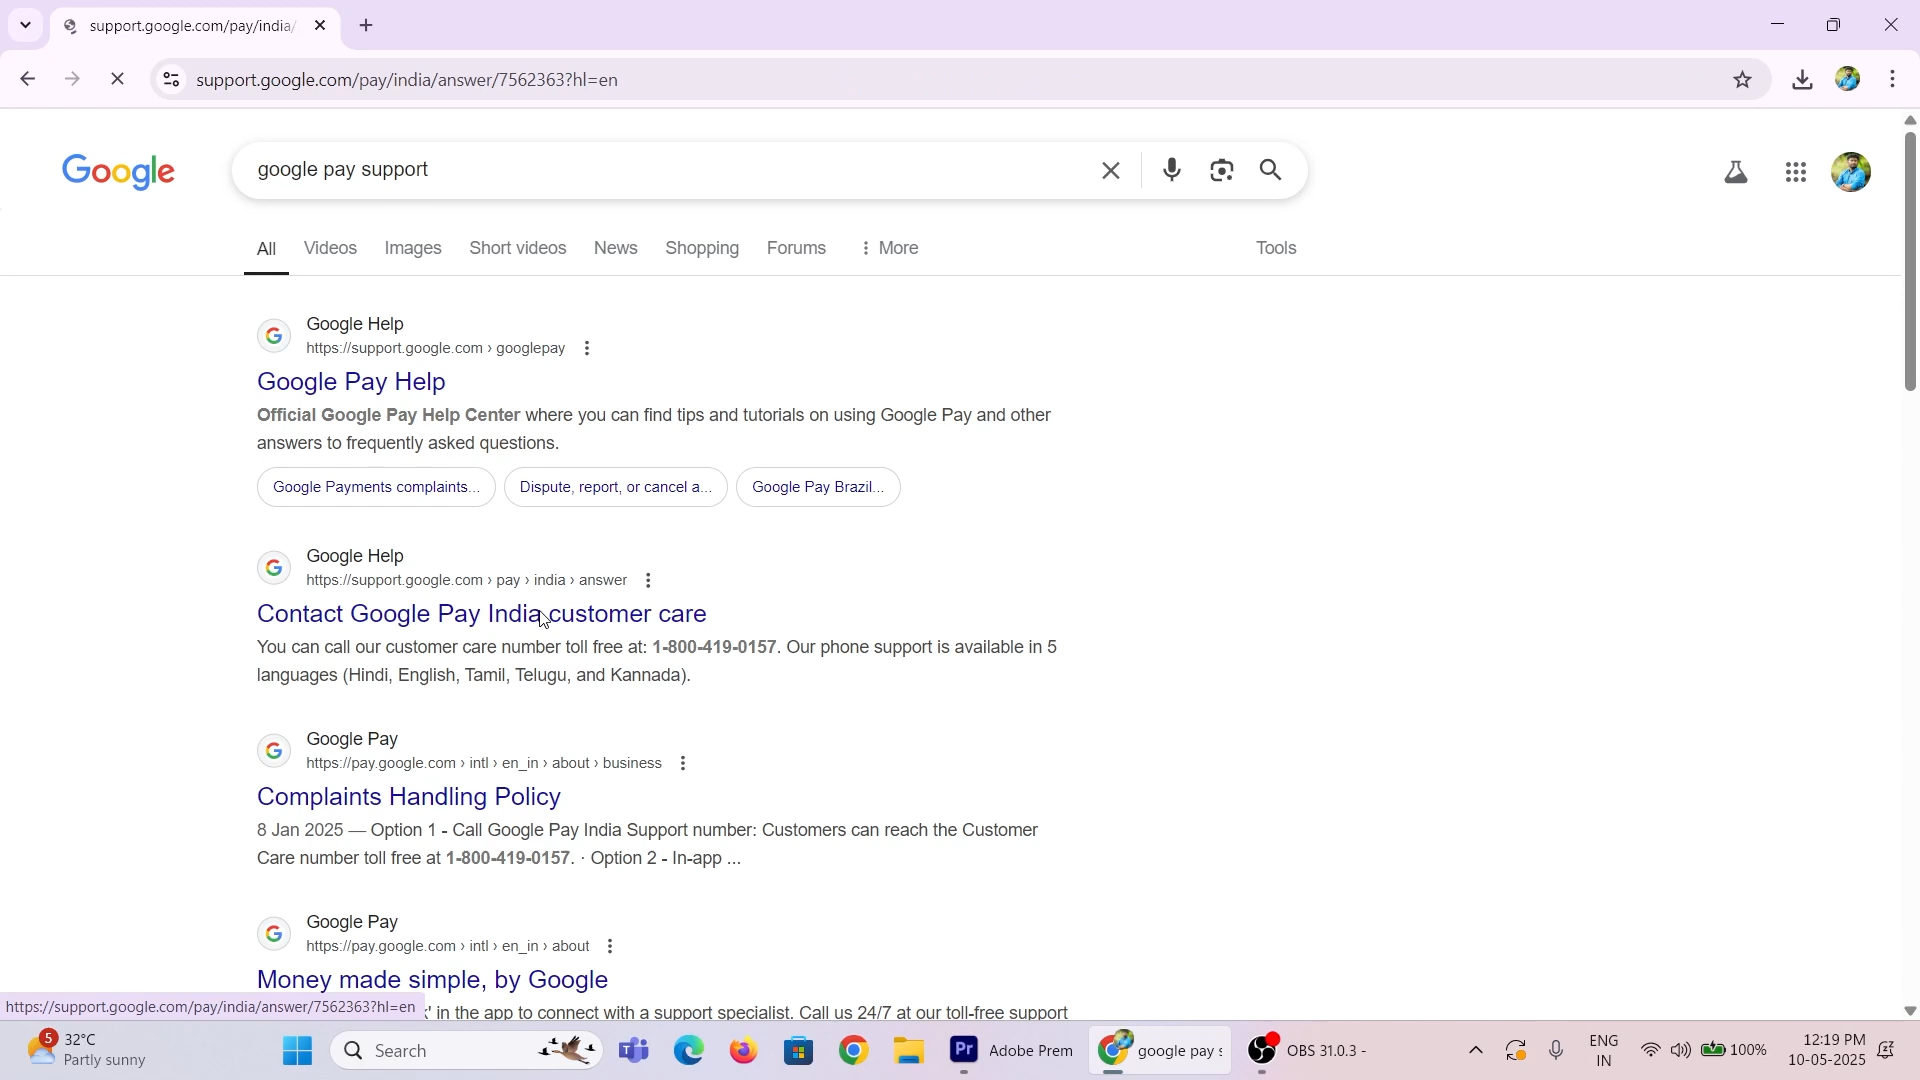 support.google.com/pay/india/
support.google.com/pay/india/answer/7562363?hl=en
Google
google pay support
All Videos Images Short videos News Shopping Forums More Tools
Google Help
https://support.google.com › googlepay
Google Pay Help
Official Google Pay Help Center where you can find tips and tutorials on using Google Pay and other
answers to frequently asked questions.
Google Payments complaints... Dispute, report, or cancel a... Google Pay Brazil...
Google Help
https://support.google.com › pay › india › answer
Contact Google Pay India customer care
You can call our customer care number toll free at: 1-800-419-0157. Our phone support is available in 5
languages (Hindi, English, Tamil, Telugu, and Kannada).
Google Pay
https://pay.google.com › intl › en_in › about › business
Complaints Handling Policy
8 Jan 2025 — Option 1 - Call Google Pay India Support number: Customers can reach the Customer
Care number toll free at 1-800-419-0157. · Option 2 - In-app ...
Google Pay
https://pay.google.com › intl › en_in › about
Money made simple, by Google
' in the app to connect with a support specialist. Call us 24/7 at our toll-free support
https://support.google.com/pay/india/answer/7562363?hl=en
5
32°C
Partly sunny
Search
Pr Adobe Prem
google pay s
OBS 31.0.3 -
ENG
IN
100%
12:19 PM
10-05-2025